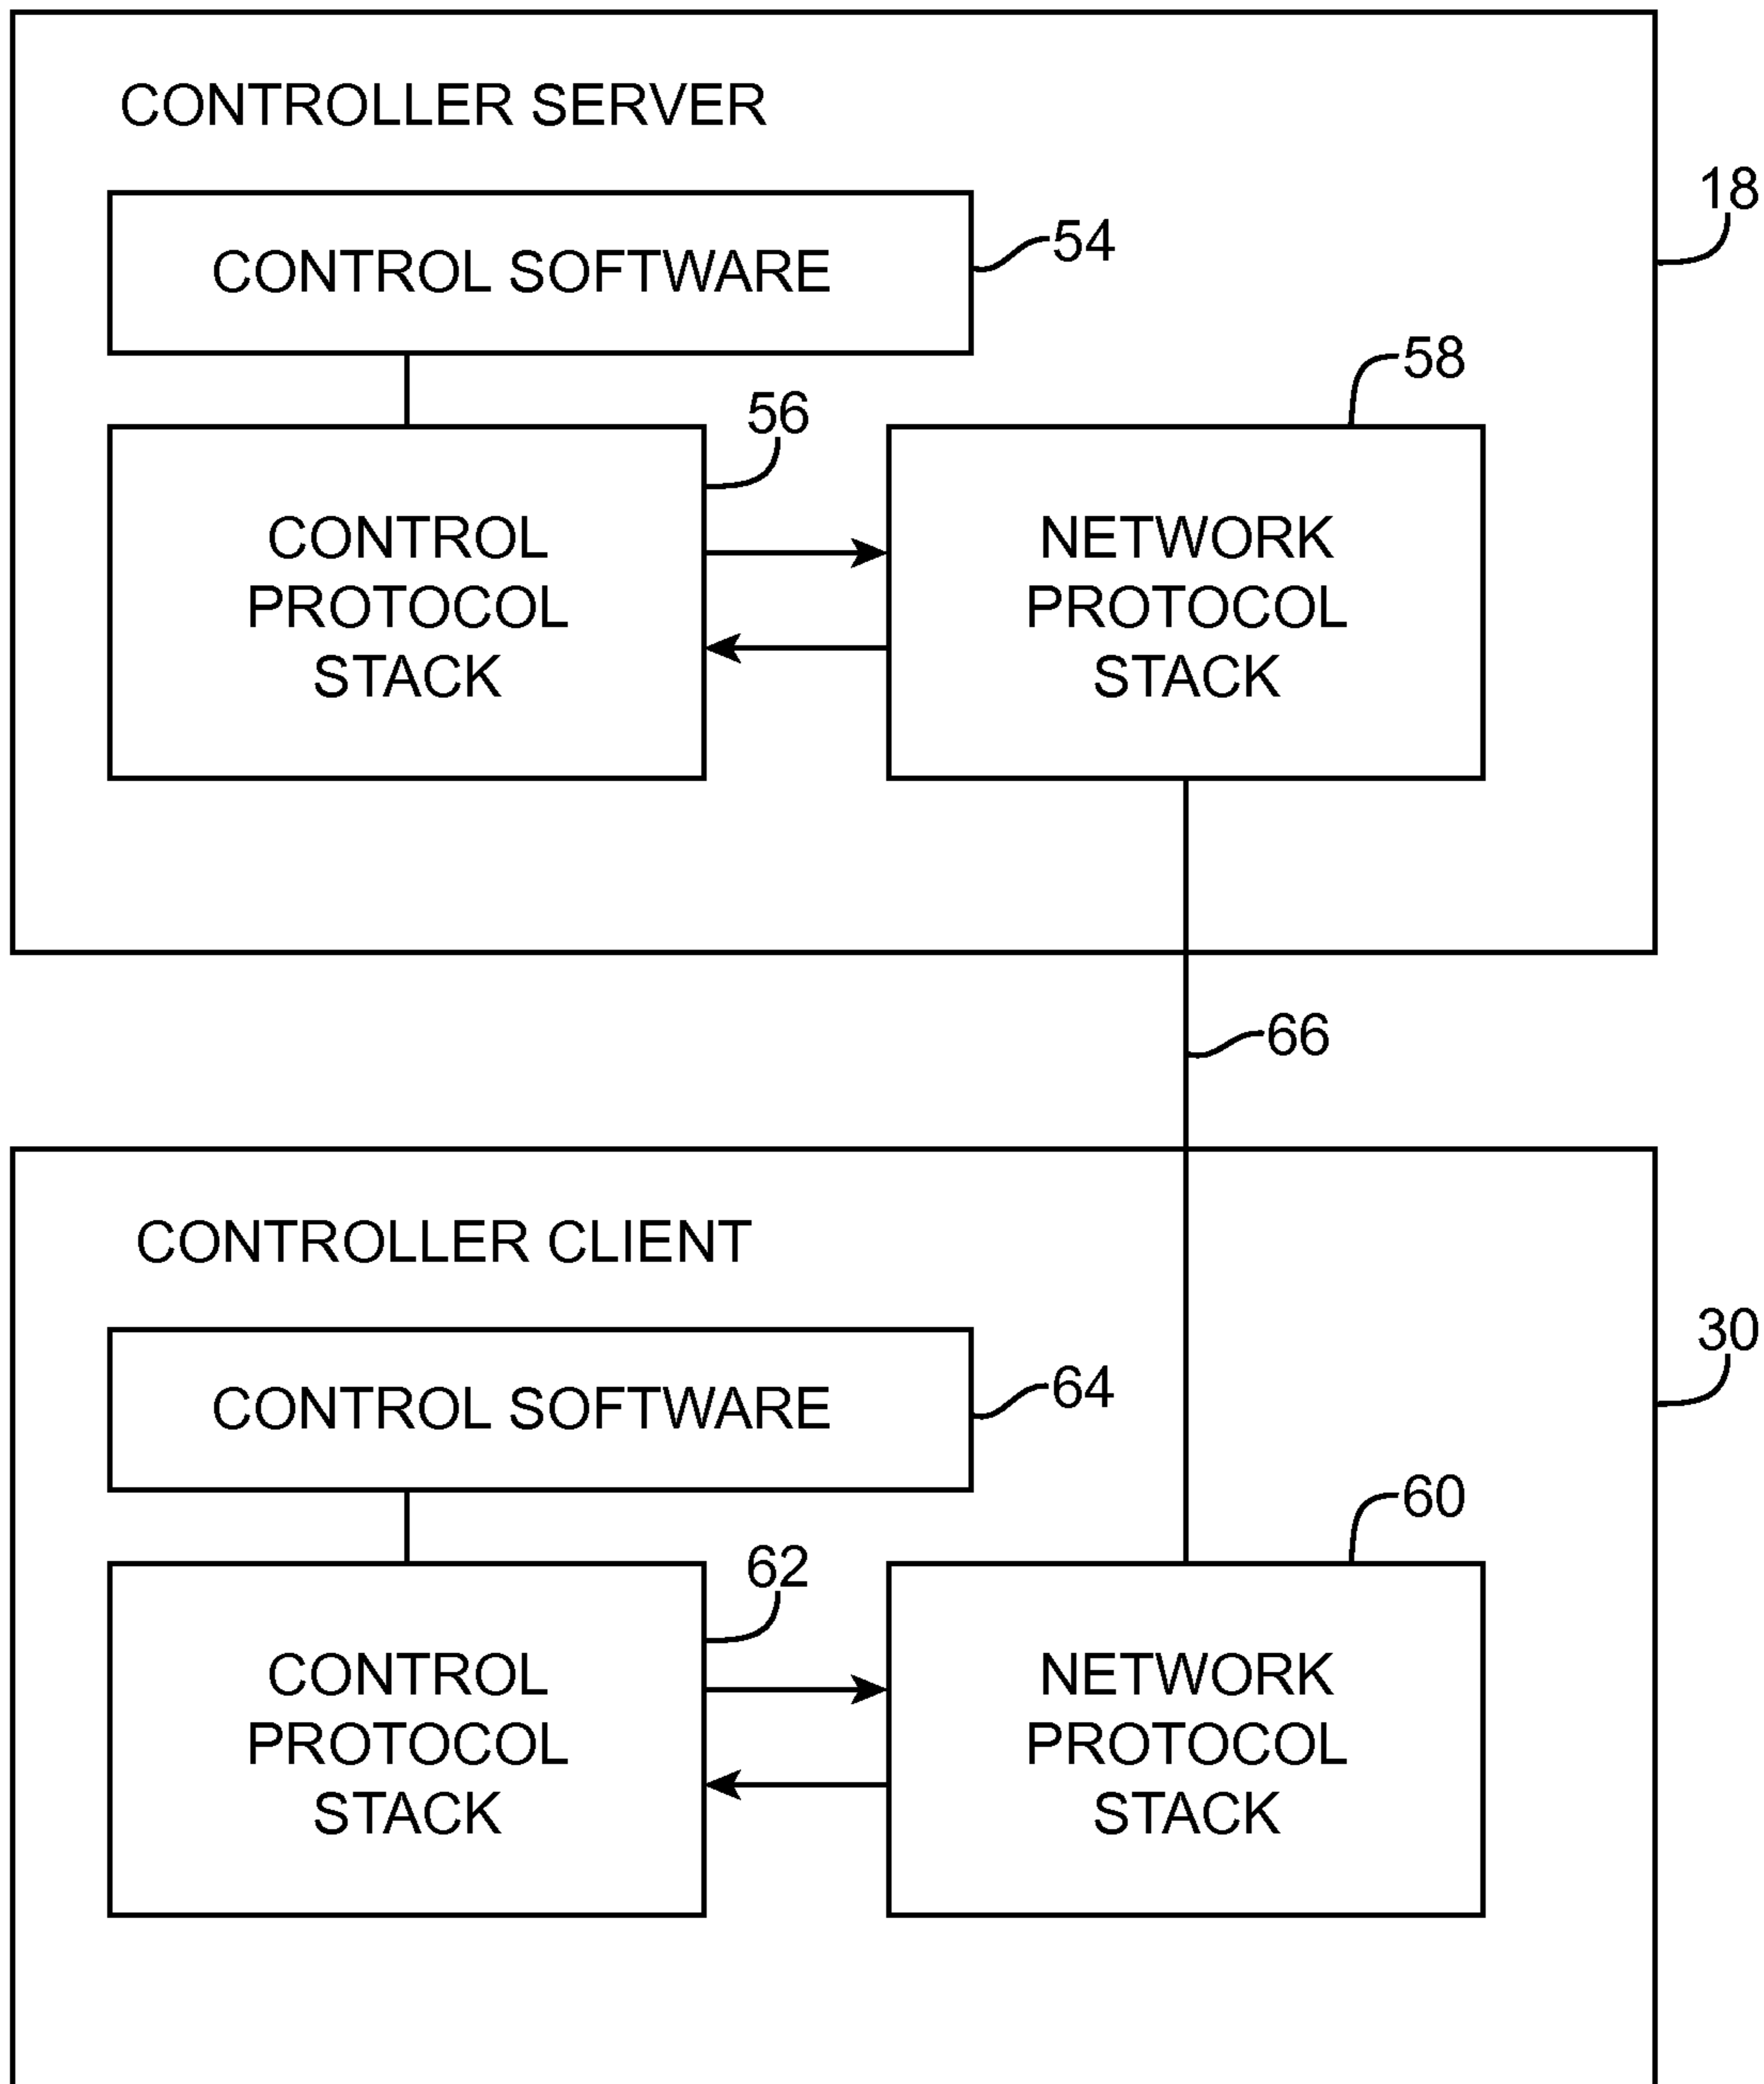 CONTROLLER SERVER
18
CONTROL SOFTWARE
54
58
56
CONTROL
PROTOCOL
STACK
NETWORK
PROTOCOL
STACK
66
CONTROLLER CLIENT
30
CONTROL SOFTWARE
64
60
62
CONTROL
PROTOCOL
STACK
NETWORK
PROTOCOL
STACK